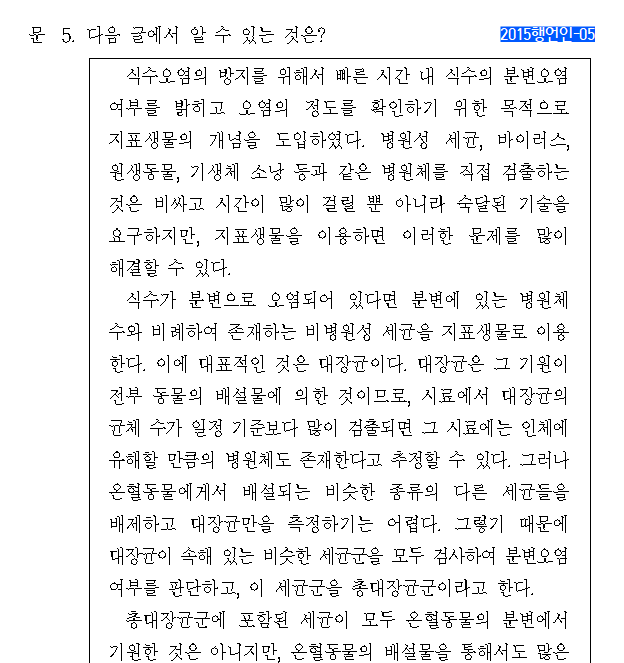 문 5. 다음 글에서 알 수 있는 것은?
2015행언인-05
식수오염의 방지를 위해서 빠른 시간 내 식수의 분변오염
여부를 밝히고 오염의 정도를 확인하기 위한 목적으로
지표생물의 개념을 도입하였다. 병원성 세균, 바이러스,
원생동물, 기생체 소낭 등과 같은 병원체를 직접 검출하는
것은 비싸고 시간이 많이 걸릴 뿐 아니라 숙달된 기술을
요구하지만, 지표생물을 이용하면 이러한 문제를 많이
해결할 수 있다.
식수가 분변으로 오염되어 있다면 분변에 있는 병원체
수와 비례하여 존재하는 비병원성 세균을 지표생물로 이용
한다. 이에 대표적인 것은 대장균이다. 대장균은 그 기원이
전부 동물의 배설물에 의한 것이므로, 시료에서 대장균의
균체 수가 일정 기준보다 많이 검출되면 그 시료에는 인체에
유해할 만큼의 병원체도 존재한다고 추정할 수 있다. 그러나
온혈동물에게서 배설되는 비슷한 종류의 다른 세균들을
배제하고 대장균만을 측정하기는 어렵다. 그렇기 때문에
대장균이 속해 있는 비슷한 세균군을 모두 검사하여 분변오염
여부를 판단하고, 이 세균군을 총대장균군이라고 한다.
총대장균군에 포함된 세균이 모두 온혈동물의 분변에서
기원한 것은 아니지만, 온혈동물의 배설물을 통해서도 많은